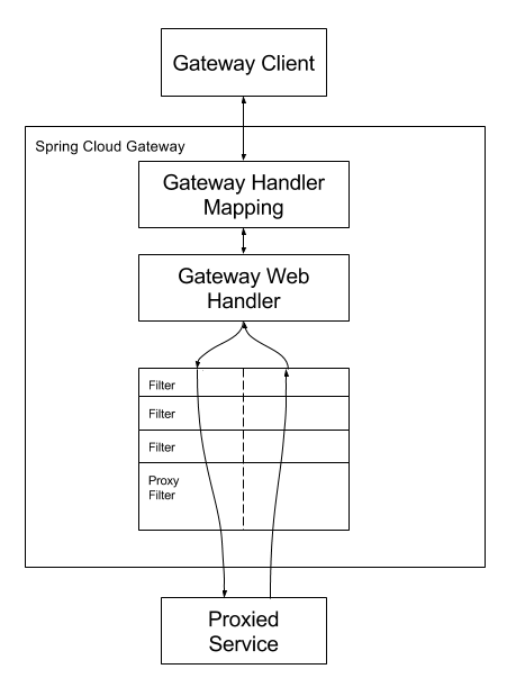 Gateway Client
Spring Cloud Gateway
Gateway Handler
Mapping
Gateway Web
Handler
Filter
Filter
Filter
Proxy
Filter
Proxied
Service